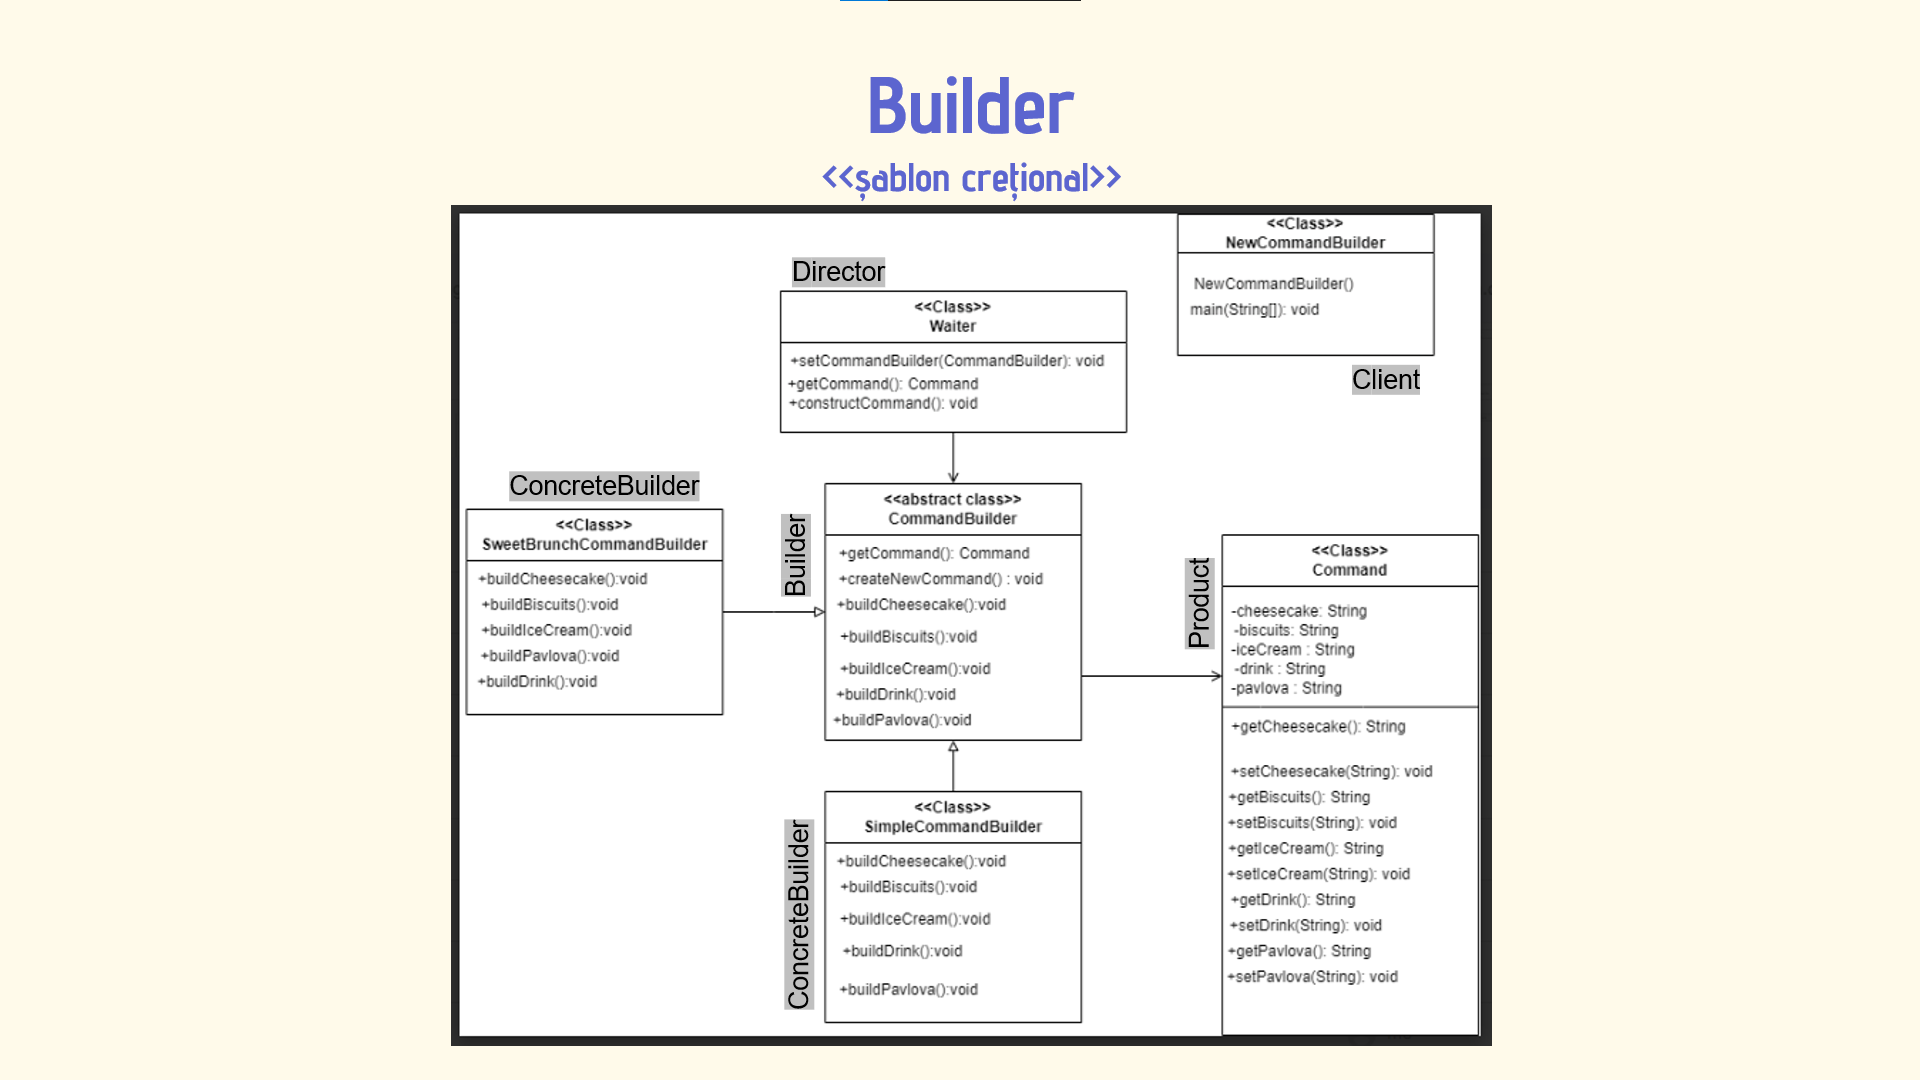 Builder
<<șablon crețional>>
<<Class>>
NewCommandBuilder
NewCommandBuilder()
main(String[]): void
Client
Director
<<Class>>
Waiter
+setCommandBuilder(CommandBuilder): void
+getCommand(): Command
+constructCommand(): void
ConcreteBuilder
<<Class>>
SweetBrunchCommandBuilder
+buildCheesecake():void
+buildBiscuits():void
+buildIceCream():void
+buildPavlova():void
+buildDrink():void
Builder
<<abstract class>>
CommandBuilder
+getCommand(): Command
+createNewCommand() : void
+buildCheesecake():void
+buildBiscuits():void
+buildIceCream():void
+buildDrink():void
+buildPavlova():void
Product
<<Class>>
Command
-cheesecake: String
-biscuits: String
-iceCream : String
-drink : String
-pavlova : String
+getCheesecake(): String
+setCheesecake(String): void
+getBiscuits(): String
+setBiscuits(String): void
+getIceCream(): String
+setIceCream(String): void
+getDrink(): String
+setDrink(String): void
+getPavlova(): String
+setPavlova(String): void
ConcreteBuilder
<<Class>>
SimpleCommandBuilder
+buildCheesecake():void
+buildBiscuits():void
+buildIceCream():void
+buildDrink():void
+buildPavlova():void